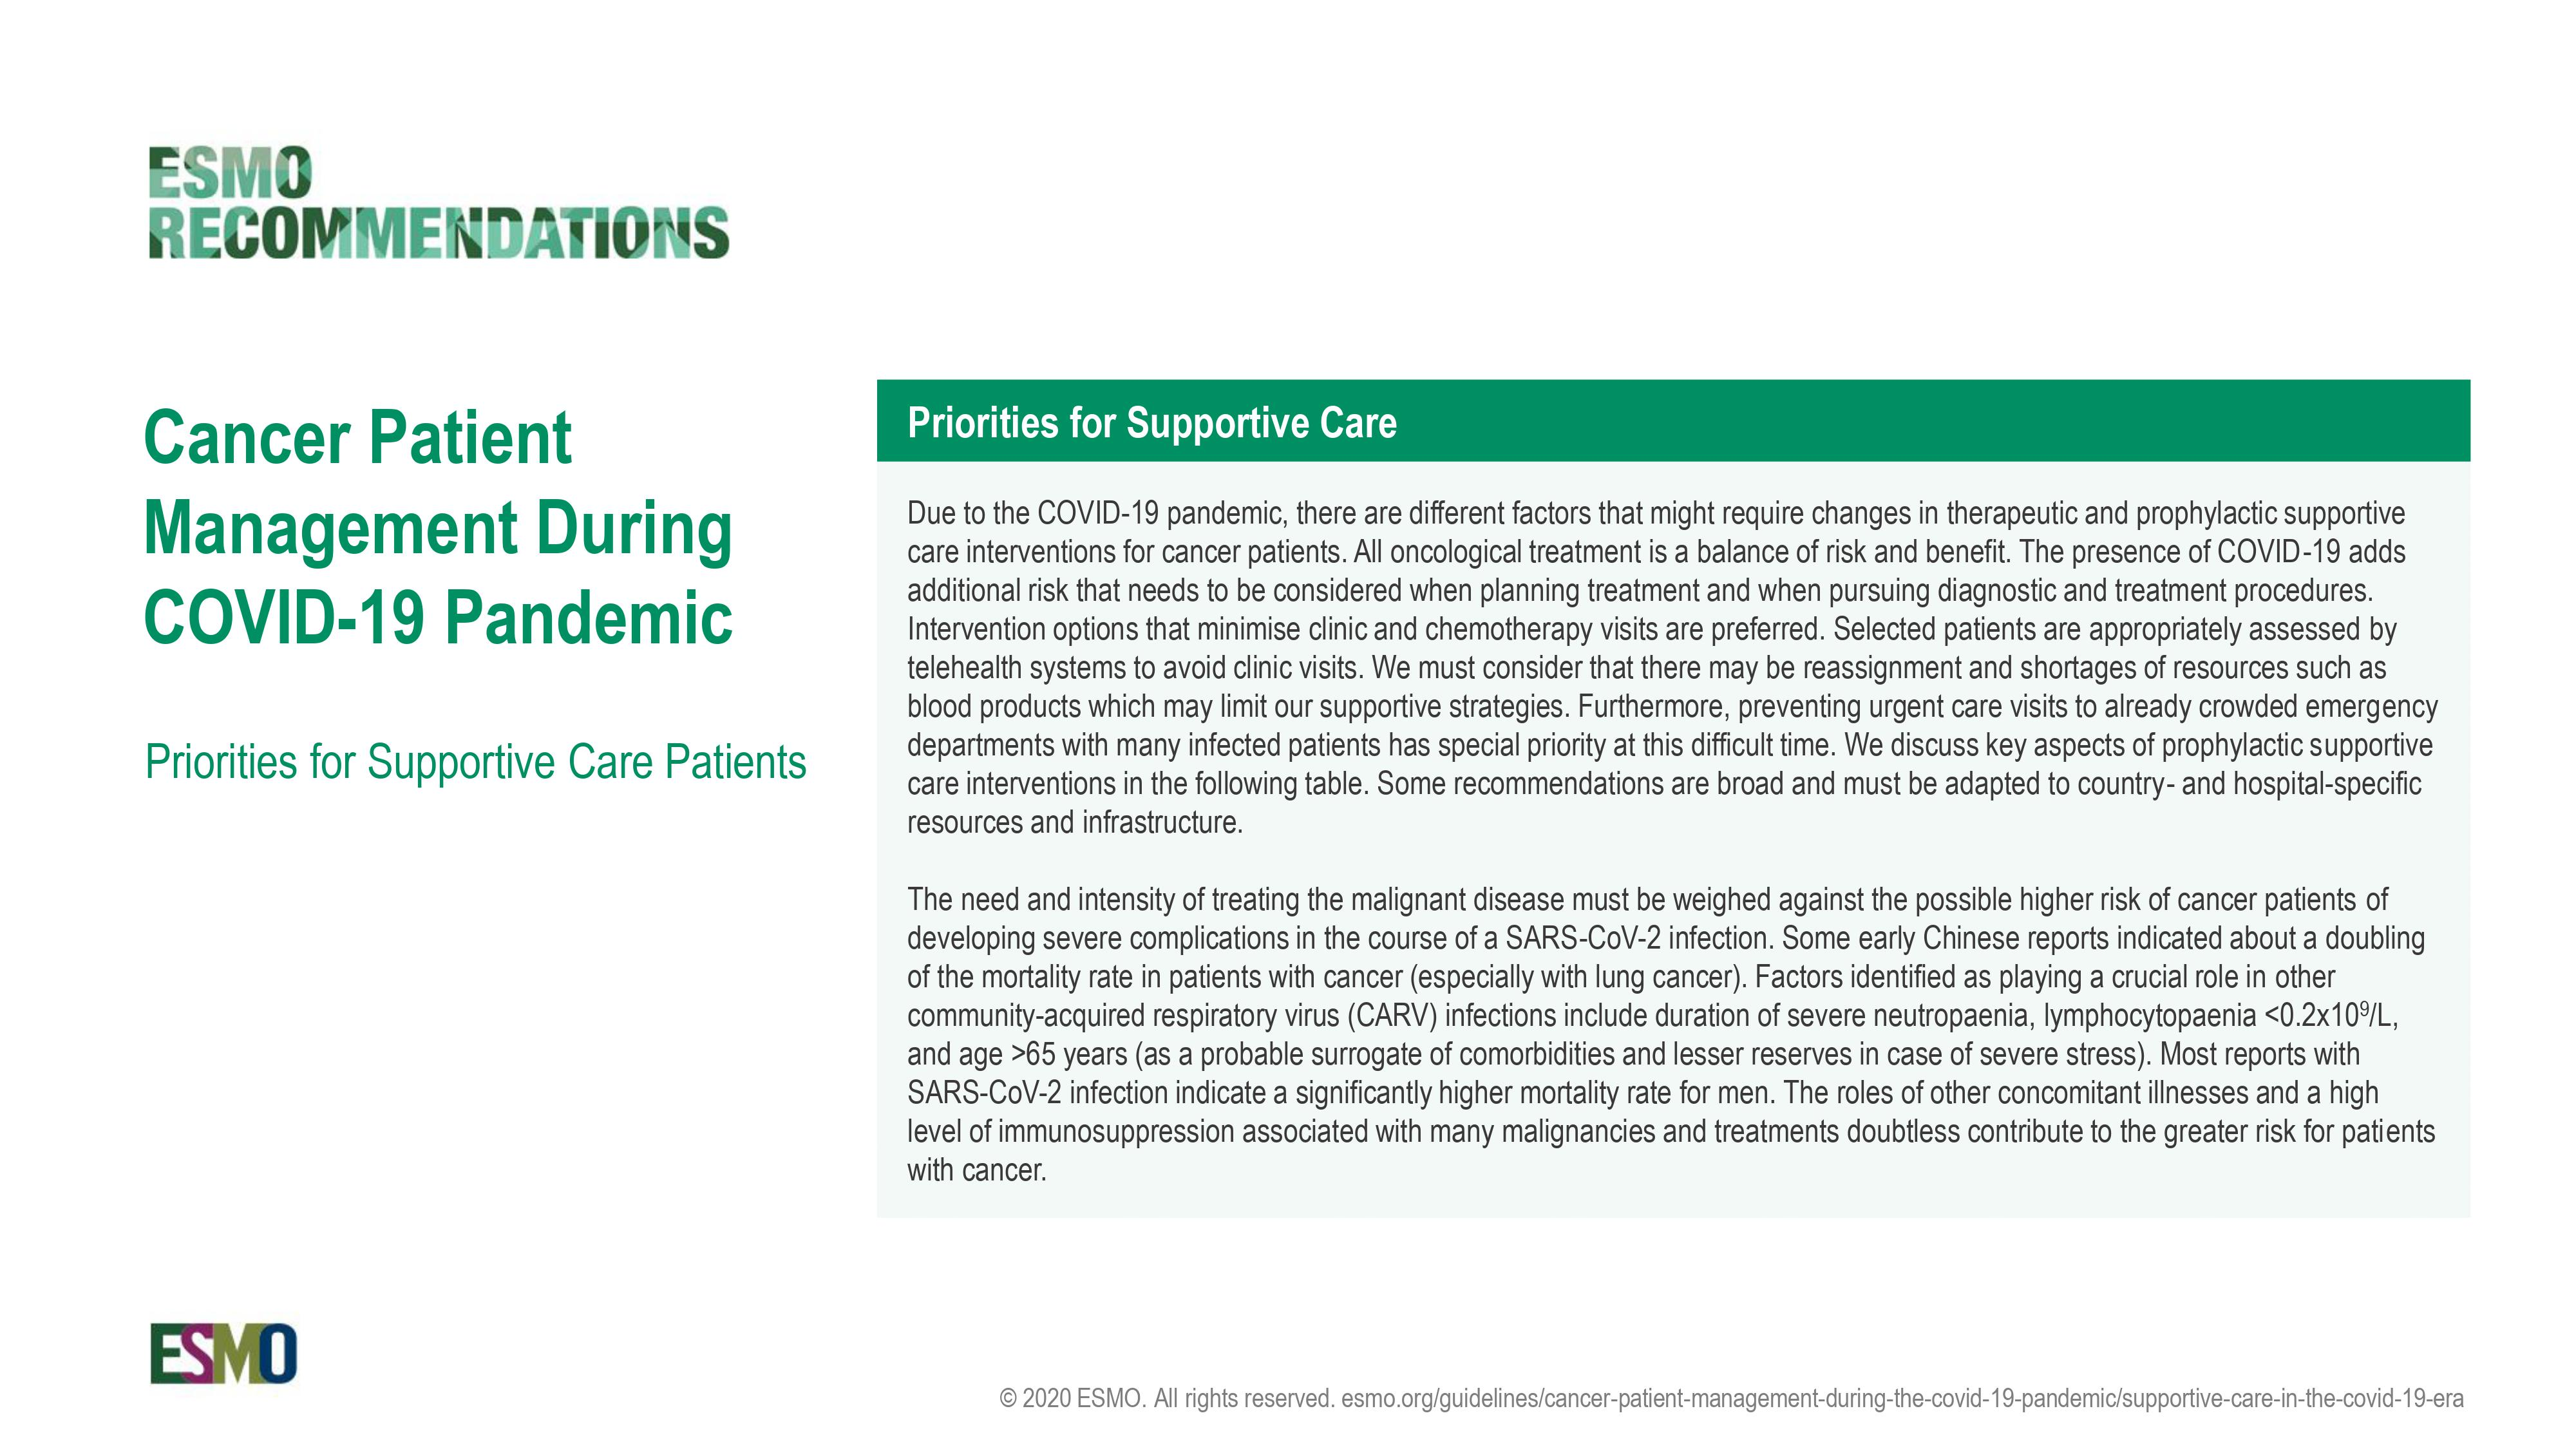 ESMO
RECOMMENDATIONS
Cancer Patient
Management During
COVID-19 Pandemic
Priorities for Supportive Care Patients
Priorities for Supportive Care
Due to the COVID-19 pandemic, there are different factors that might require changes in therapeutic and prophylactic supportive
care interventions for cancer patients. All oncological treatment is a balance of risk and benefit. The presence of COVID-19 adds
additional risk that needs to be considered when planning treatment and when pursuing diagnostic and treatment procedures.
Intervention options that minimise clinic and chemotherapy visits are preferred. Selected patients are appropriately assessed by
telehealth systems to avoid clinic visits. We must consider that there may be reassignment and shortages of resources such as
blood products which may limit our supportive strategies. Furthermore, preventing urgent care visits to already crowded emergency
departments with many infected patients has special priority at this difficult time. We discuss key aspects of prophylactic supportive
care interventions in the following table. Some recommendations are broad and must be adapted to country- and hospital-specific
resources and infrastructure.
The need and intensity of treating the malignant disease must be weighed against the possible higher risk of cancer patients of
developing severe complications in the course of a SARS-CoV-2 infection. Some early Chinese reports indicated about a doubling
of the mortality rate in patients with cancer (especially with lung cancer). Factors identified as playing a crucial role in other
community-acquired respiratory virus (CARV) infections include duration of severe neutropaenia, lymphocytopaenia <0.2x10⁹/L,
and age >65 years (as a probable surrogate of comorbidities and lesser reserves in case of severe stress). Most reports with
SARS-CoV-2 infection indicate a significantly higher mortality rate for men. The roles of other concomitant illnesses and a high
level of immunosuppression associated with many malignancies and treatments doubtless contribute to the greater risk for patients
with cancer.
ESMO
© 2020 ESMO. All rights reserved. esmo.org/guidelines/cancer-patient-management-during-the-covid-19-pandemic/supportive-care-in-the-covid-19-era